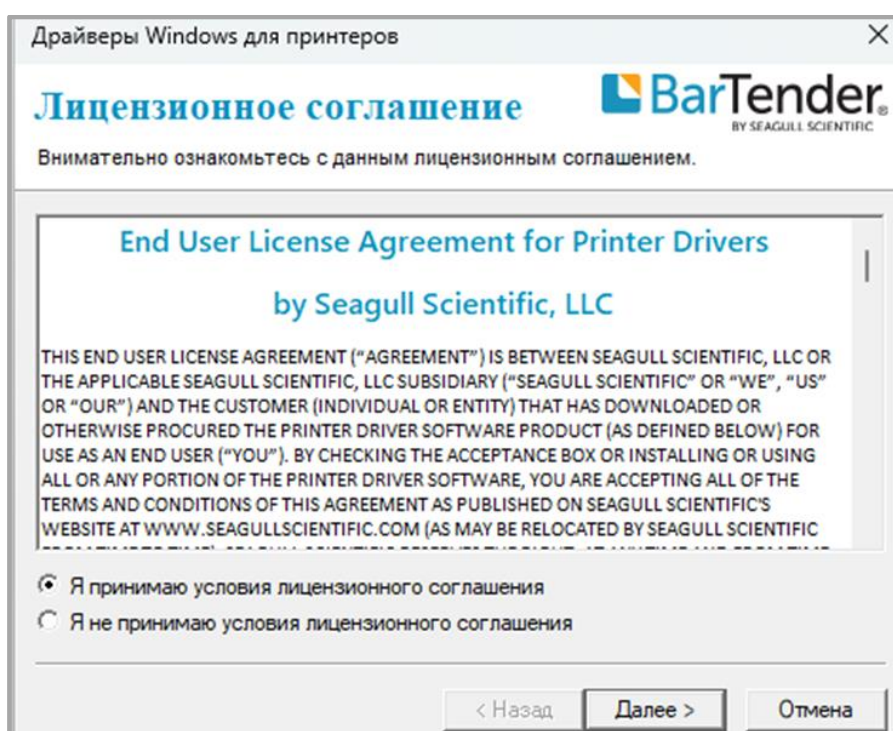 Драйверы Windows для принтеров
Лицензионное соглашение
BarTender®
BY SEAGULL SCIENTIFIC
Внимательно ознакомьтесь с данным лицензионным соглашением.
End User License Agreement for Printer Drivers
by Seagull Scientific, LLC
THIS END USER LICENSE AGREEMENT (“AGREEMENT”) IS BETWEEN SEAGULL SCIENTIFIC, LLC OR
THE APPLICABLE SEAGULL SCIENTIFIC, LLC SUBSIDIARY (“SEAGULL SCIENTIFIC” OR “WE”, “US”
OR “OUR”) AND THE CUSTOMER (INDIVIDUAL OR ENTITY) THAT HAS DOWNLOADED OR
OTHERWISE PROCURED THE PRINTER DRIVER SOFTWARE PRODUCT (AS DEFINED BELOW) FOR
USE AS AN END USER (“YOU”). BY CHECKING THE ACCEPTANCE BOX OR INSTALLING OR USING
ALL OR ANY PORTION OF THE PRINTER DRIVER SOFTWARE, YOU ARE ACCEPTING ALL OF THE
TERMS AND CONDITIONS OF THIS AGREEMENT AS PUBLISHED ON SEAGULL SCIENTIFIC'S
WEBSITE AT WWW.SEAGULLSCIENTIFIC.COM (AS MAY BE RELOCATED BY SEAGULL SCIENTIFIC
Я принимаю условия лицензионного соглашения
Я не принимаю условия лицензионного соглашения
< Назад
Далее >
Отмена